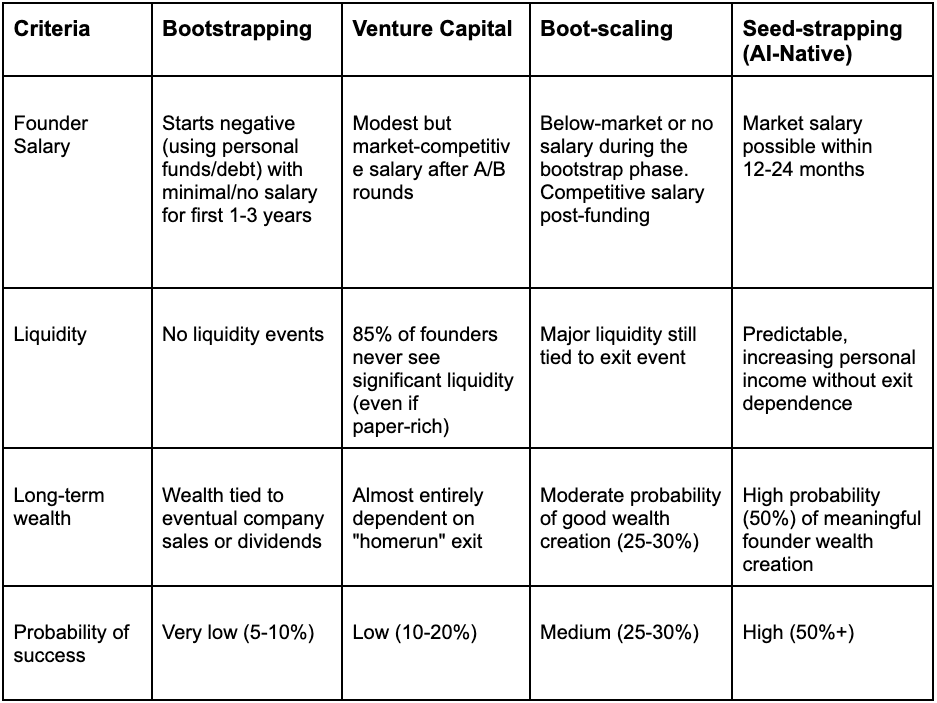 Criteria
Bootstrapping
Venture Capital
Boot-scaling
Seed-strapping
(AI-Native)
Founder
Salary
Starts negative
(using personal
funds/debt) with
minimal/no salary
for first 1-3 years
Modest but
market-competitiv
e salary after A/B
rounds
Below-market or no
salary during the
bootstrap phase.
Competitive salary
post-funding
Market salary
possible within
12-24 months
Liquidity
No liquidity events
85% of founders
never see
significant liquidity
(even if
paper-rich)
Major liquidity still
tied to exit event
Predictable,
increasing personal
income without exit
dependence
Long-term
wealth
Wealth tied to
eventual company
sales or dividends
Almost entirely
dependent on
"homerun" exit
Moderate probability
of good wealth
creation (25-30%)
High probability
(50%) of meaningful
founder wealth
creation
Probability of
success
Very low (5-10%)
Low (10-20%)
Medium (25-30%)
High (50%+)